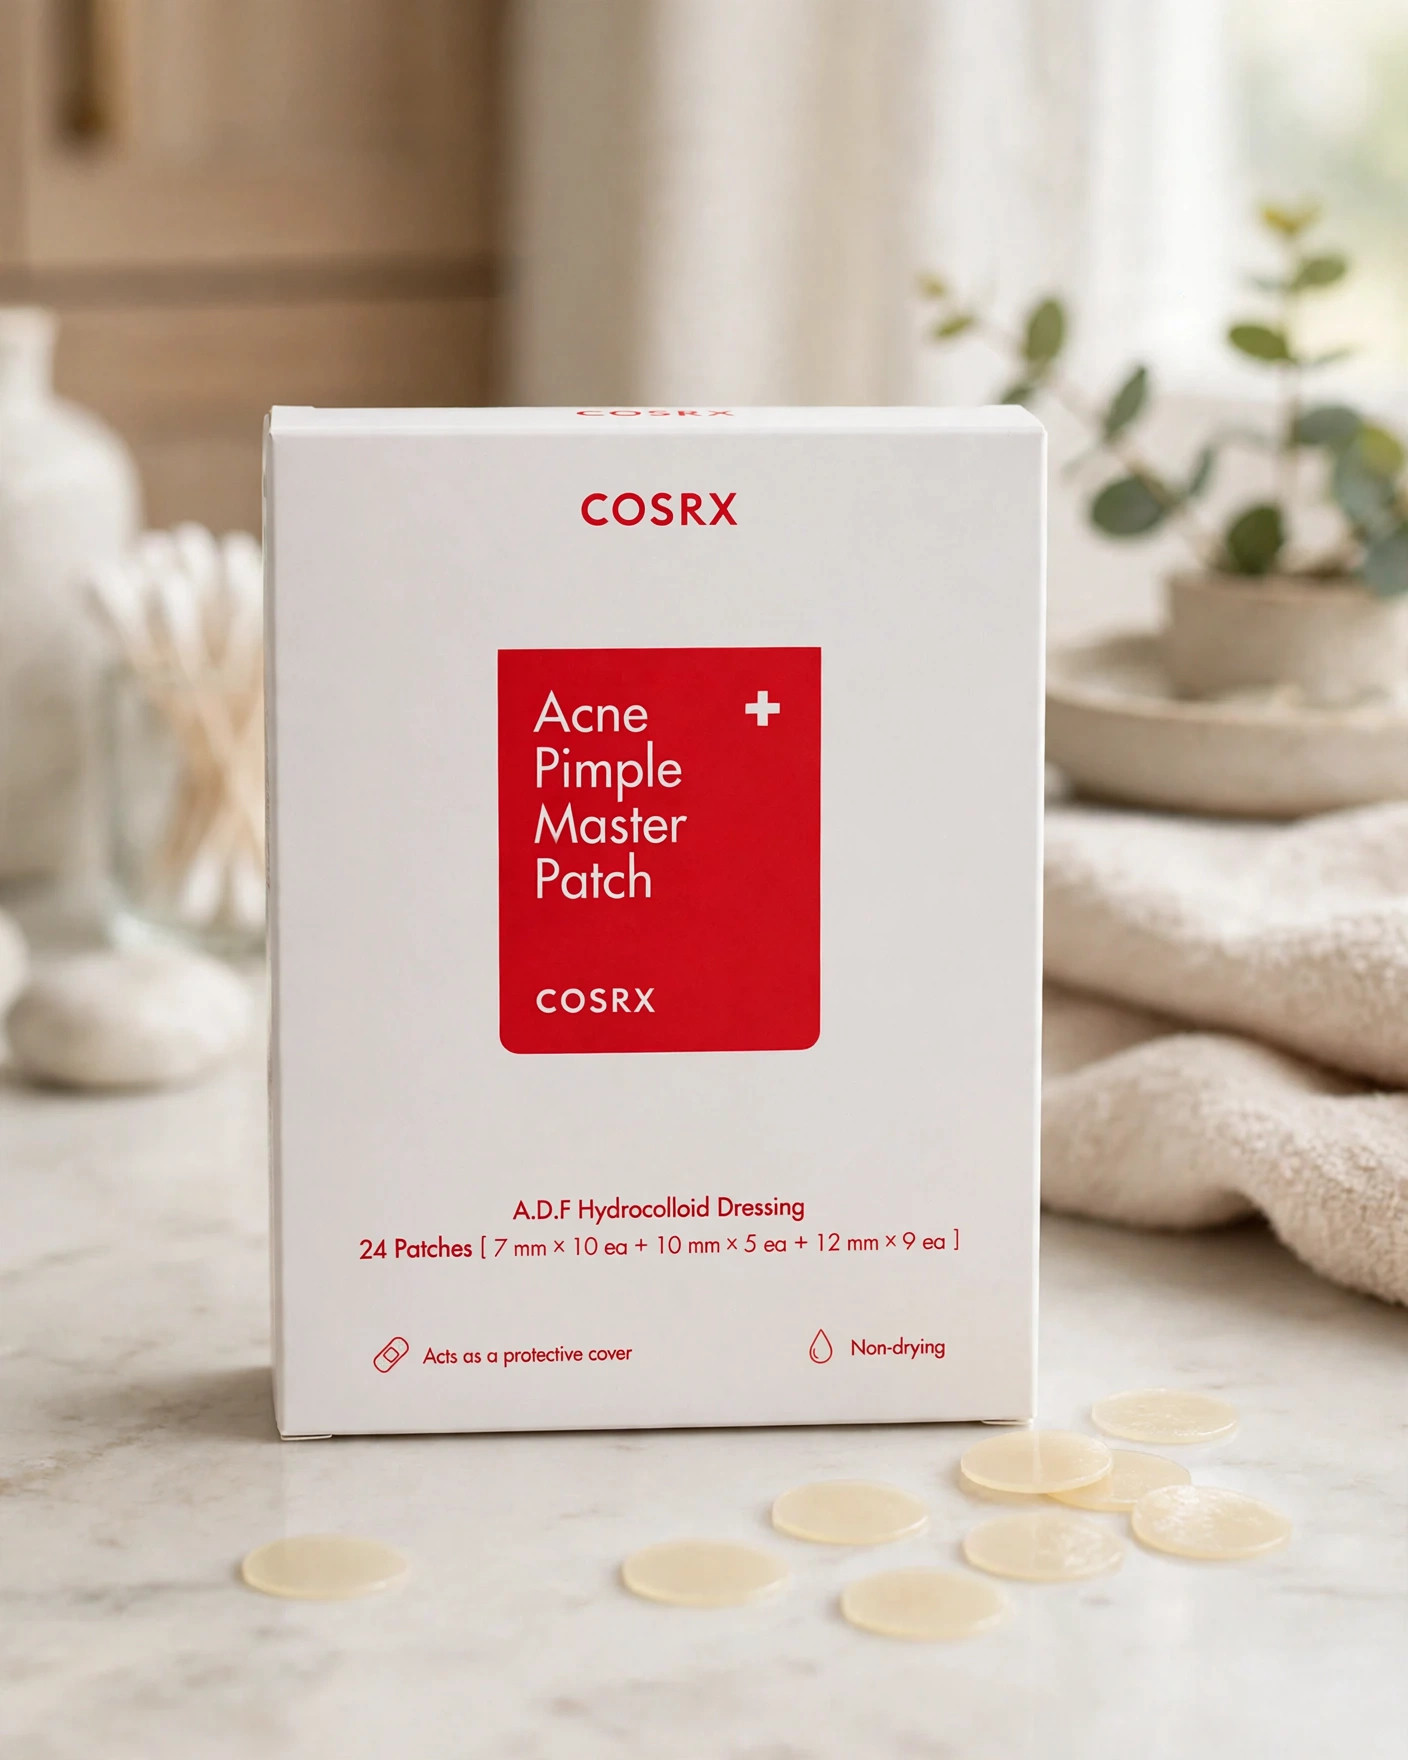 COSRX
COSRX
Acne
Pimple
Master
Patch
COSRX
A.D.F Hydrocolloid Dressing
24 Patches [ 7 mm × 10 ea + 10 mm × 5 ea + 12 mm × 9 ea ]
Acts as a protective cover
Non-drying